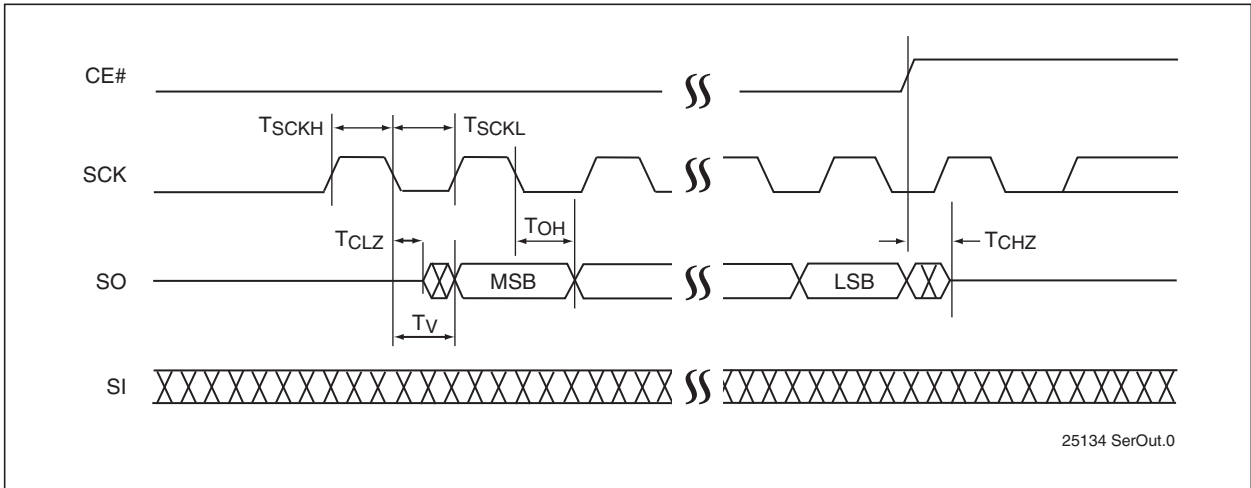 CE#
TSCKH
TSCKL
SCK
TCLZ
TOH
TCHZ
SO
MSB
LSB
TV
SI
25134 SerOut.0